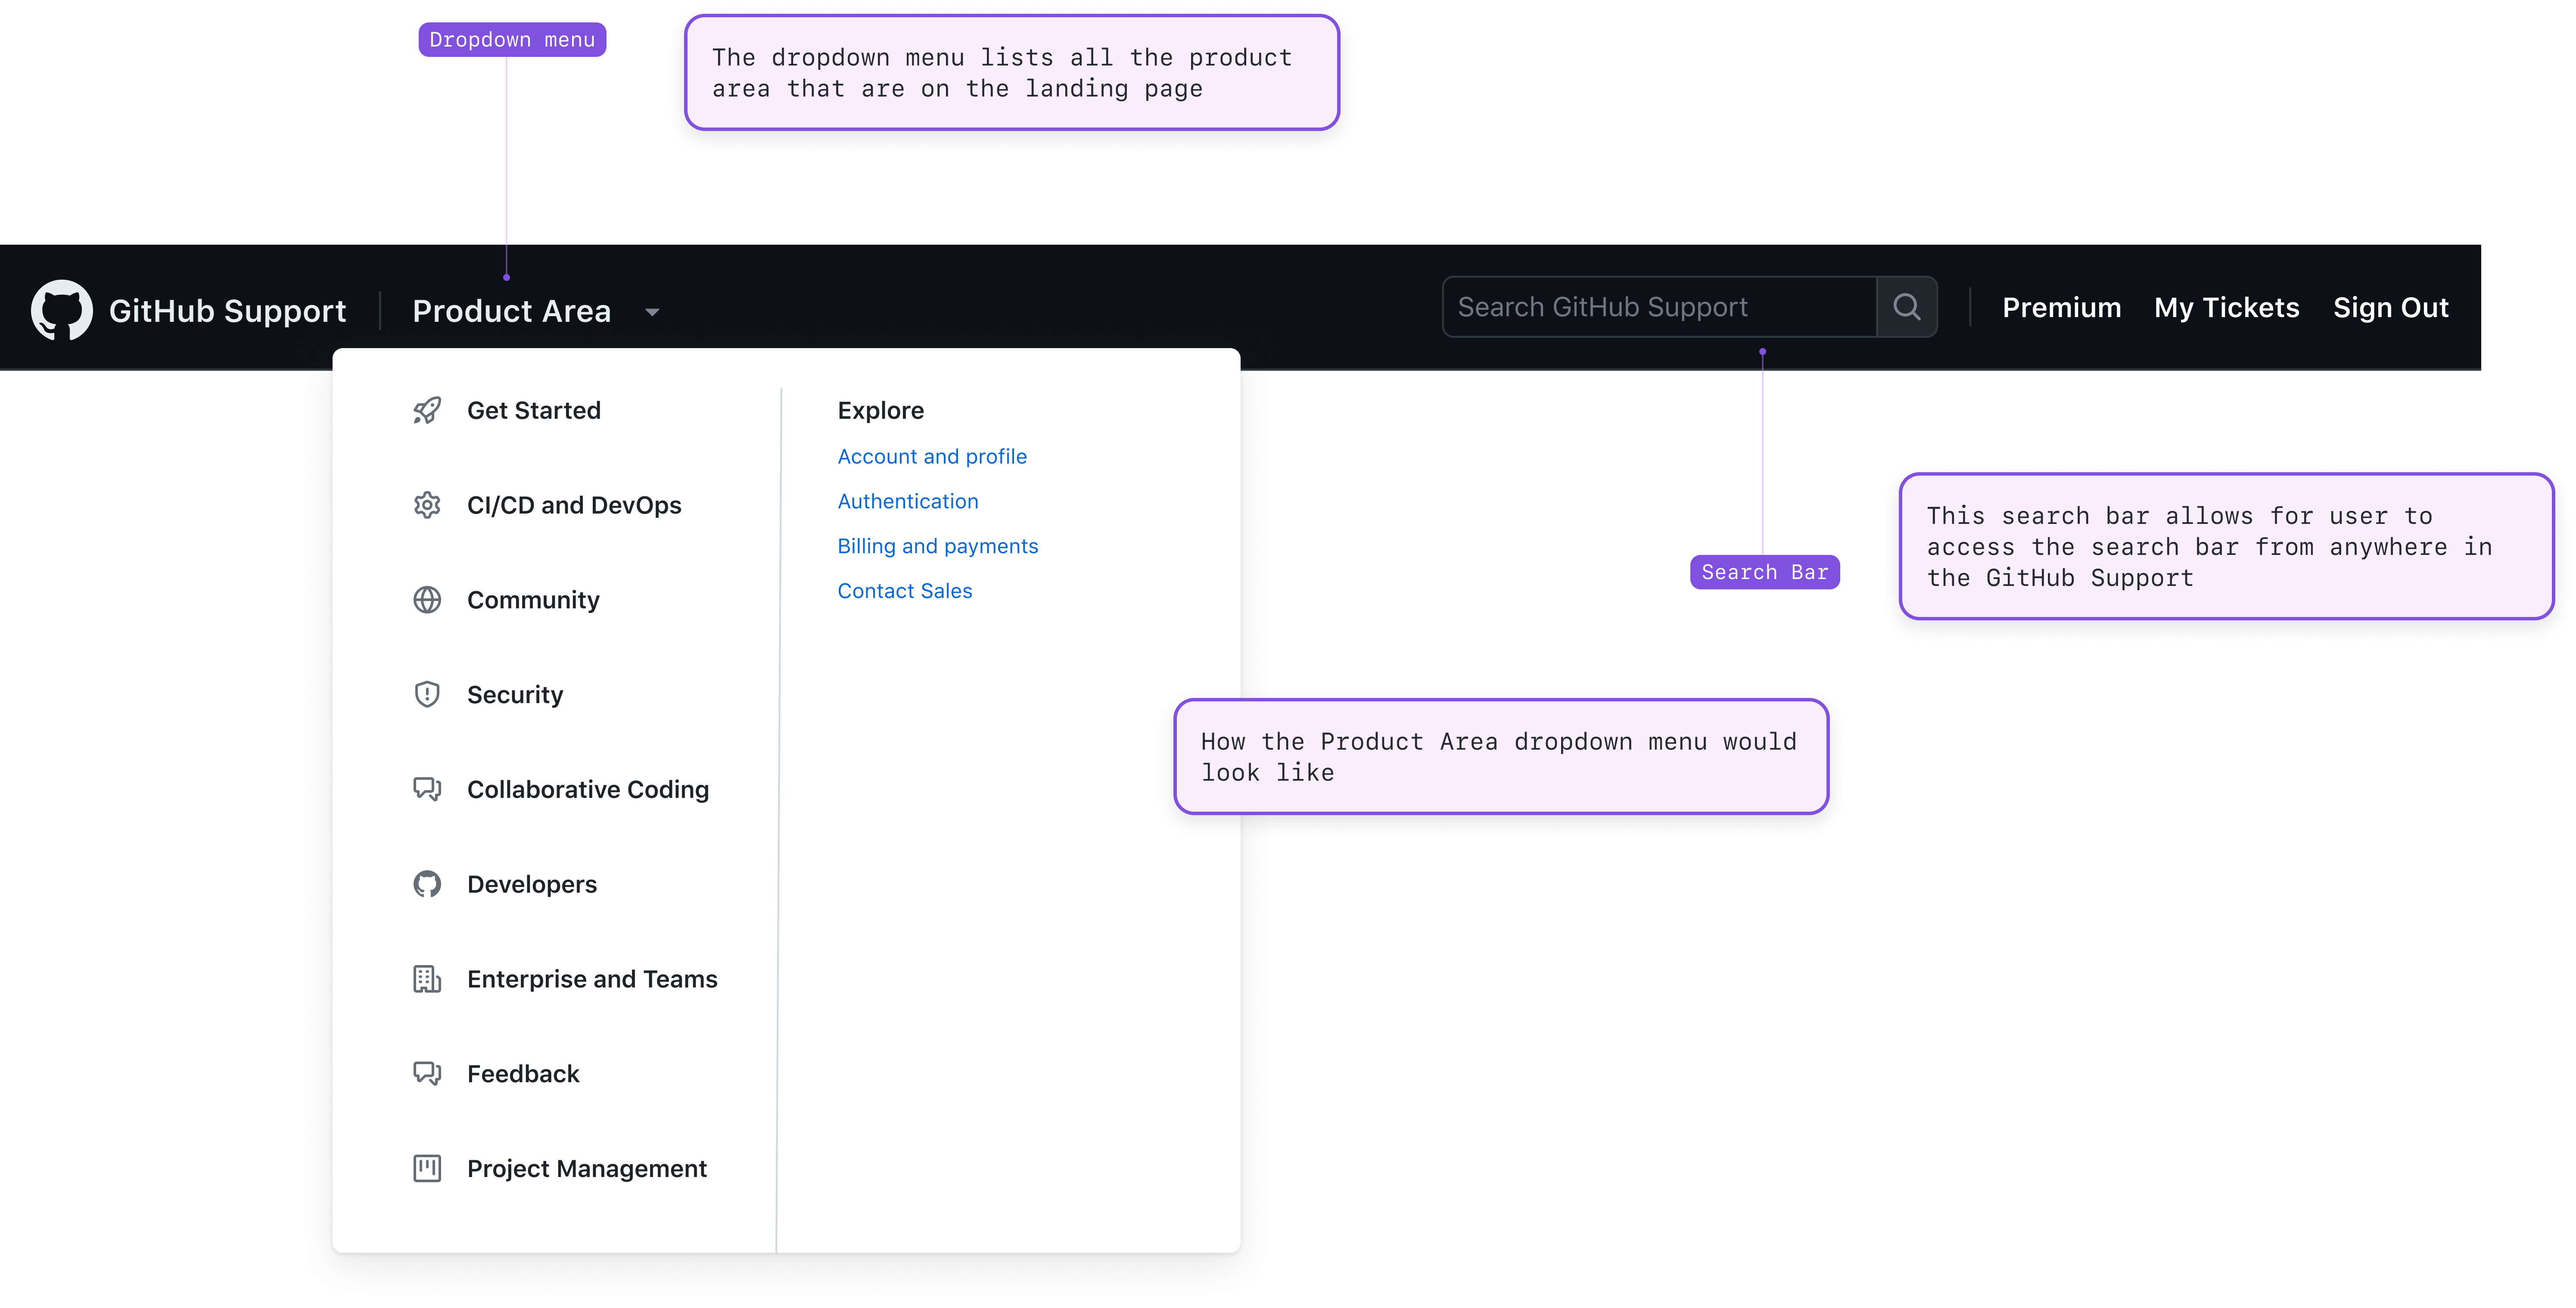 Dropdown menu
The dropdown menu lists all the product
area that are on the landing page
GitHub Support
Product Area
Search GitHub Support
Premium
My Tickets
Sign Out
Get Started
CI/CD and DevOps
Community
Security
Collaborative Coding
Developers
Enterprise and Teams
Feedback
Project Management
Explore
Account and profile
Authentication
Billing and payments
Contact Sales
Search Bar
This search bar allows for user to
access the search bar from anywhere in
the GitHub Support
How the Product Area dropdown menu would
look like